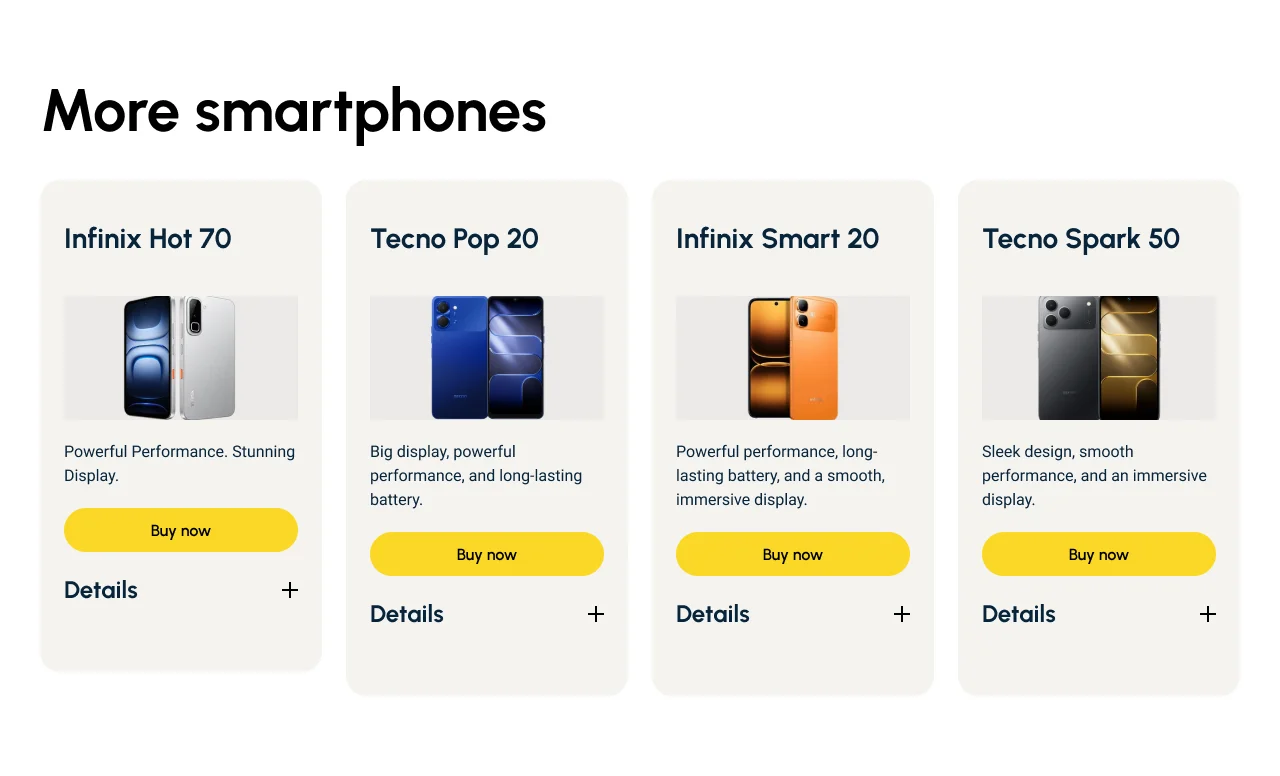 More smartphones
Infinix Hot 70
Powerful Performance. Stunning
Display.
Buy now
Details
Tecno Pop 20
Big display, powerful
performance, and long-lasting
battery.
Buy now
Details
Infinix Smart 20
Powerful performance, long-
lasting battery, and a smooth,
immersive display.
Buy now
Details
Tecno Spark 50
Sleek design, smooth
performance, and an immersive
display.
Buy now
Details